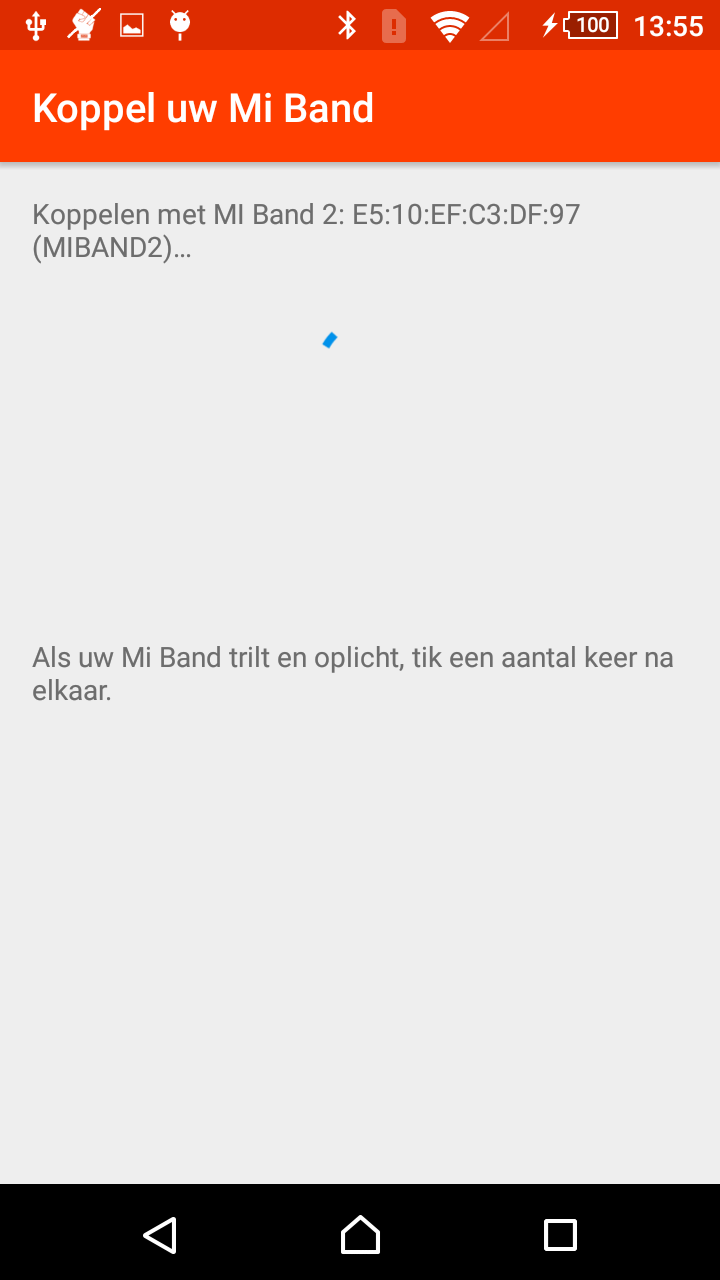 100 13:55
Koppel uw Mi Band
Koppelen met MI Band 2: E5:10:EF:C3:DF:97
(MIBAND2)…
Als uw Mi Band trilt en oplicht, tik een aantal keer na
elkaar.